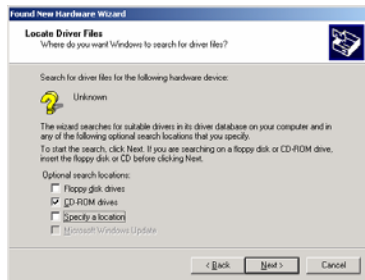 Found New Hardware Wizard
Locate Driver Files
Where do you want Windows to search for driver files?
Search for driver files for the following hardware device:
Unknown
The wizard searches for suitable drivers in its driver database on your computer and in
any of the following optional search locations that you specify.
To start the search, click Next. If you are searching on a floppy disk or CD-ROM drive,
insert the floppy disk or CD before clicking Next.
Optional search locations:
Floppy disk drives
CD-ROM drives
Specify a location
Microsoft Windows Update
< Back Next > Cancel